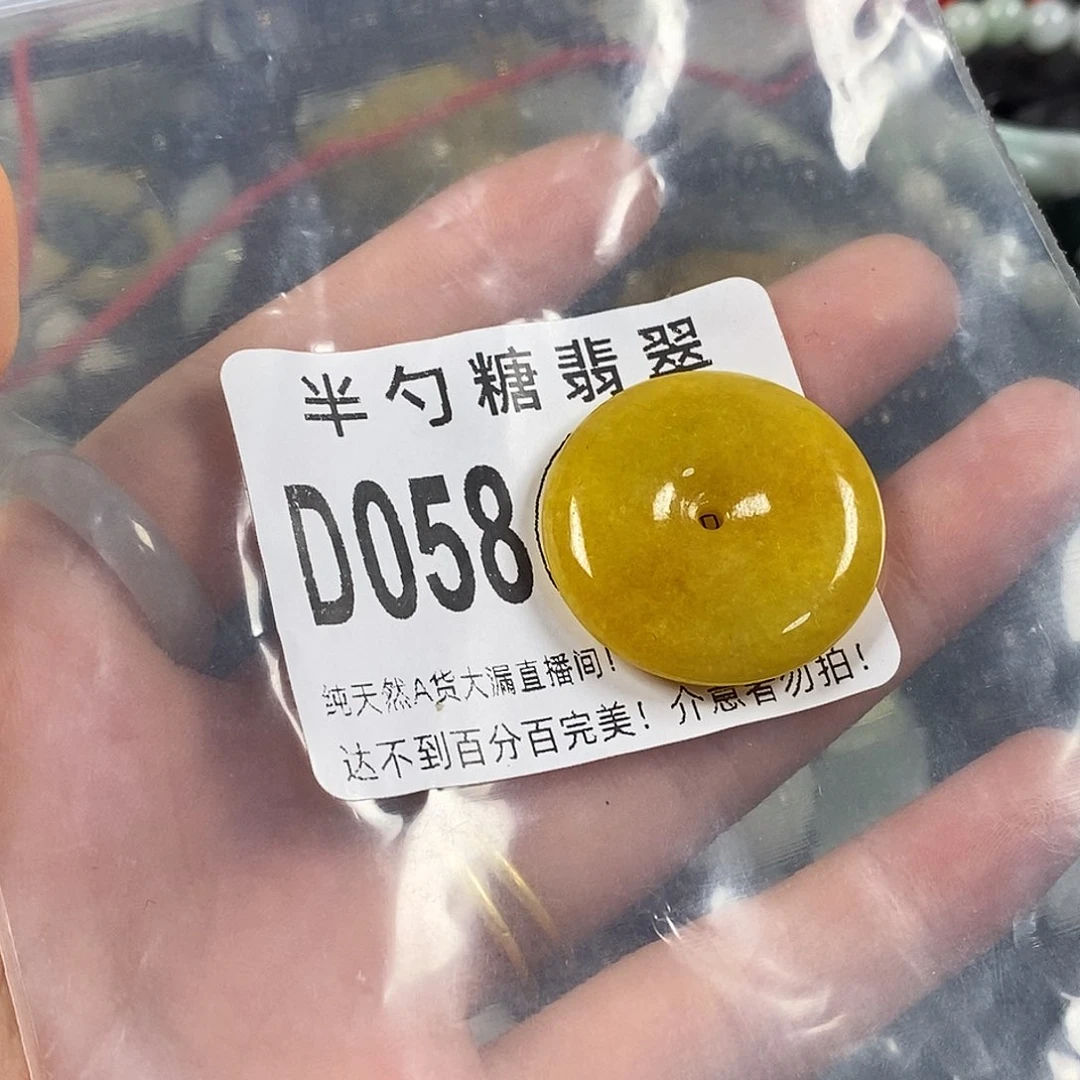 半勺糖翡翠
D058
纯天然A货大漏直播间！
达不到百分百完美！介意者勿拍！